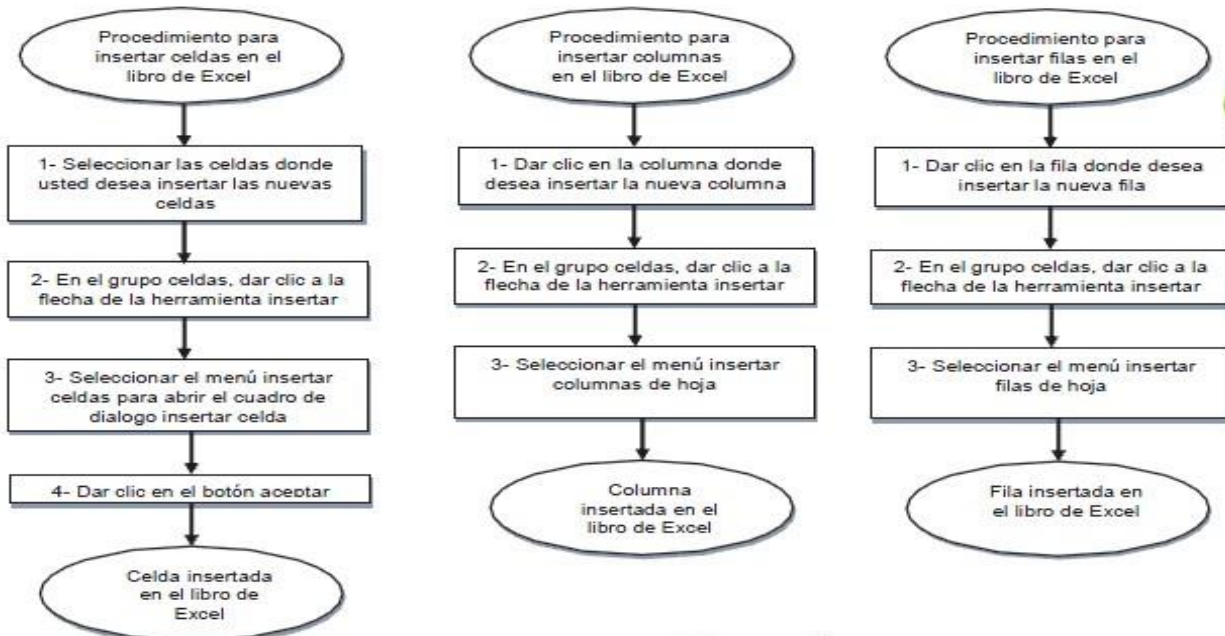 Procedimiento para
insertar celdas en el
libro de Excel
1- Seleccionar las celdas donde
usted desea insertar las nuevas
celdas
2- En el grupo celdas, dar clic a la
flecha de la herramienta insertar
3- Seleccionar el menú insertar
celdas para abrir el cuadro de
dialogo insertar celda
4- Dar clic en el botón aceptar
Celda insertada
en el libro de
Excel
Procedimiento para
insertar columnas
en el libro de Excel
1- Dar clic en la columna donde
desea insertar la nueva columna
2- En el grupo celdas, dar clic a la
flecha de la herramienta insertar
3- Seleccionar el menú insertar
columnas de hoja
Columna
insertada en el
libro de Excel
Procedimiento para
insertar filas en el
libro de Excel
1- Dar clic en la fila donde desea
insertar la nueva fila
2- En el grupo celdas, dar clic a la
flecha de la herramienta insertar
3- Seleccionar el menú insertar
filas de hoja
Fila insertada en
el libro de Excel